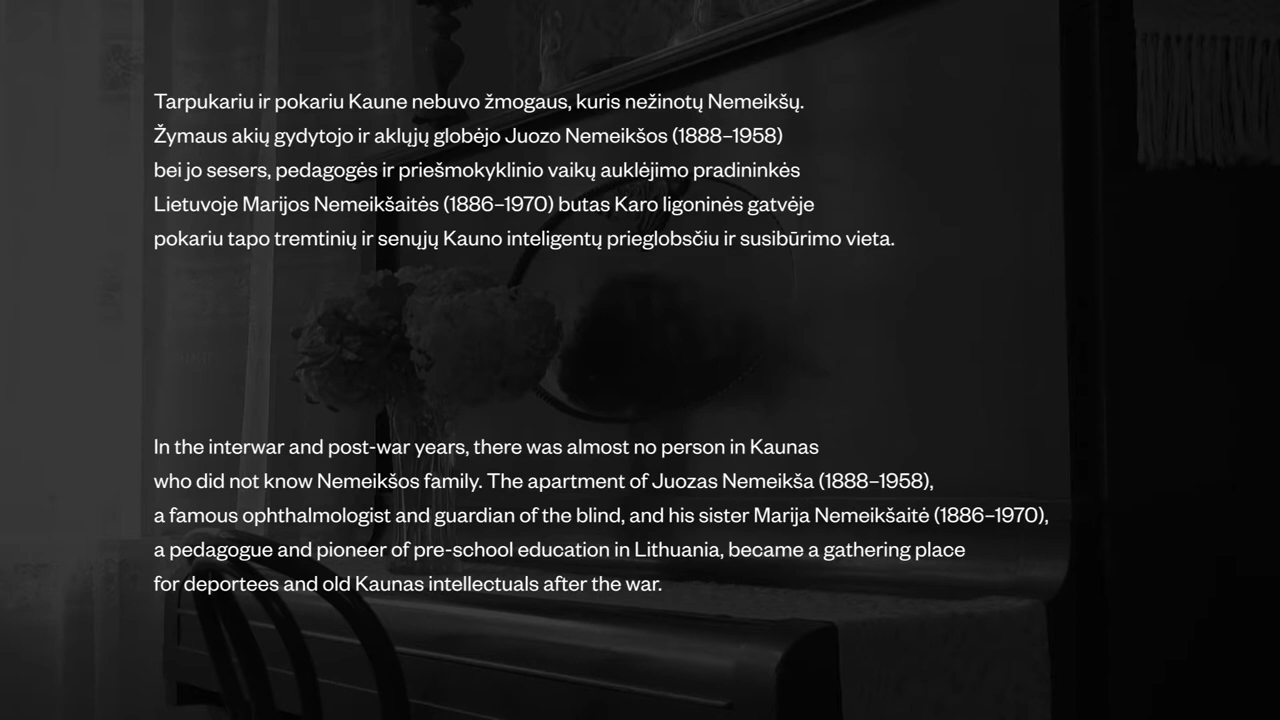 Tarpukariu ir pokariu Kaune nebuvo žmogaus, kuris nežinotų Nemeikšų.
Žymaus akių gydytojo ir aklųjų globėjo Juozo Nemeikšos (1888–1958)
bei jo sesers, pedagogės ir priešmokyklinio vaikų auklėjimo pradininkės
Lietuvoje Marijos Nemeikšaitės (1886–1970) butas Karo ligoninės gatvėje
pokariu tapo tremtinių ir senųjų Kauno inteligentų prieglobsčiu ir susibūrimo vieta.
In the interwar and post-war years, there was almost no person in Kaunas
who did not know Nemeikšos family. The apartment of Juozas Nemeikša (1888–1958),
a famous ophthalmologist and guardian of the blind, and his sister Marija Nemeikšaitė (1886–1970),
a pedagogue and pioneer of pre-school education in Lithuania, became a gathering place
for deportees and old Kaunas intellectuals after the war.